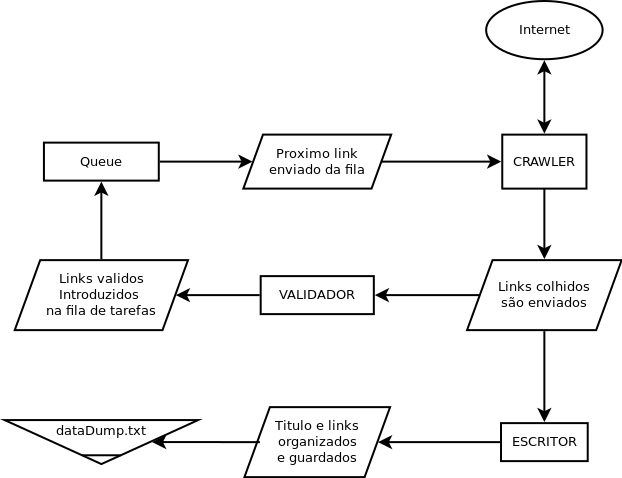 Internet
Queue
Proximo link
enviado da fila
CRAWLER
Links validos
Introduzidos
na fila de tarefas
VALIDADOR
Links colhidos
são enviados
dataDump.txt
Titulo e links
organizados
e guardados
ESCRITOR